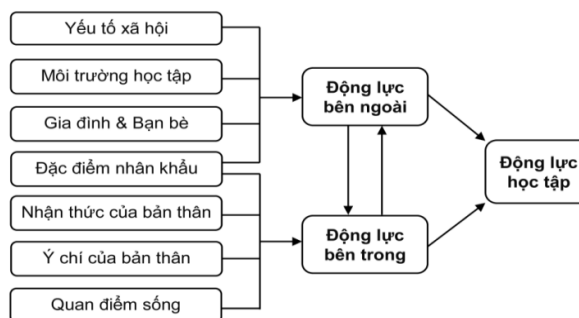 Yếu tố xã hội
Môi trường học tập
Gia đình & Bạn bè
Đặc điểm nhân khẩu
Nhận thức của bản thân
Ý chí của bản thân
Quan điểm sống
Động lực
bên ngoài
Động lực
bên trong
Động lực
học tập